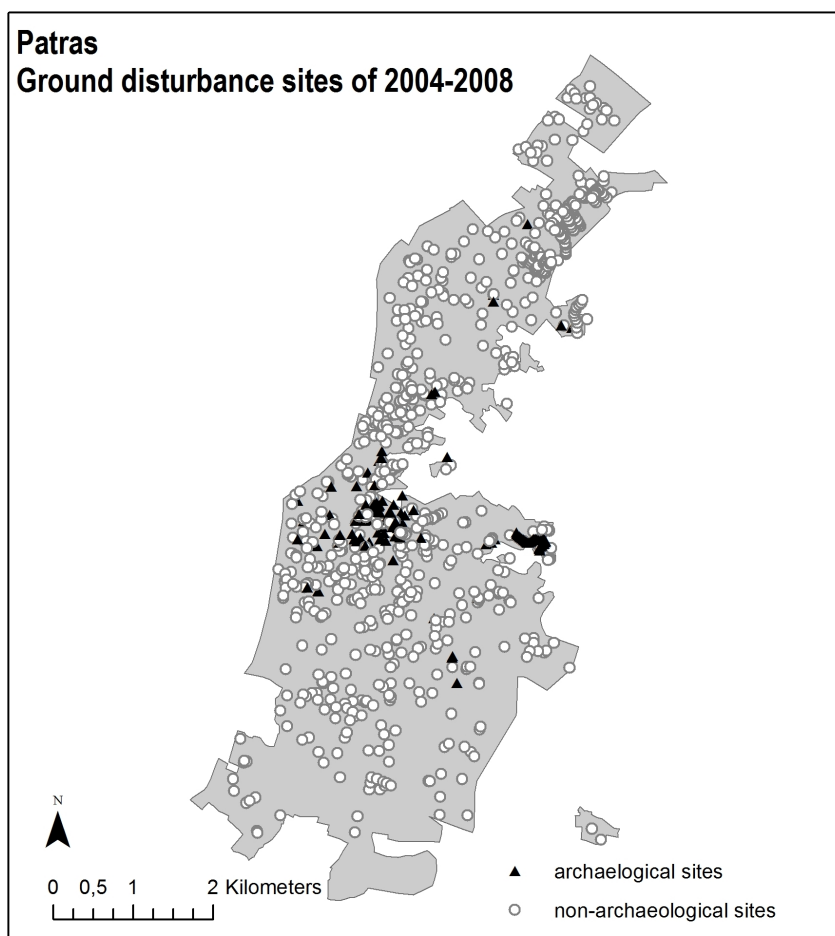 Patras
Ground disturbance sites of 2004-2008
N
0 0,5 1 2 Kilometers
archaelogical sites
non-archaeological sites